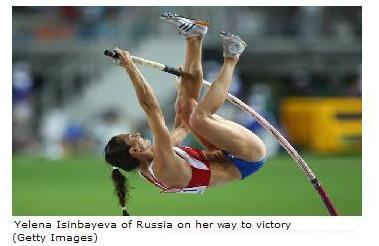 Yelena Isinbayeva of Russia on her way to victory
(Getty Images)